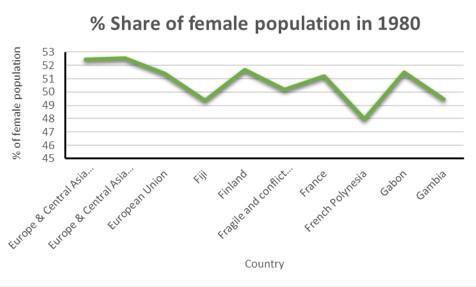 % Share of female population in 1980
% of female population
53
52
51
50
49
48
47
46
45
Europe & Central Asia…
Europe & Central Asia…
European Union
Fiji
Finland
Fragile and conflict…
France
French Polynesia
Gabon
Gambia
Country